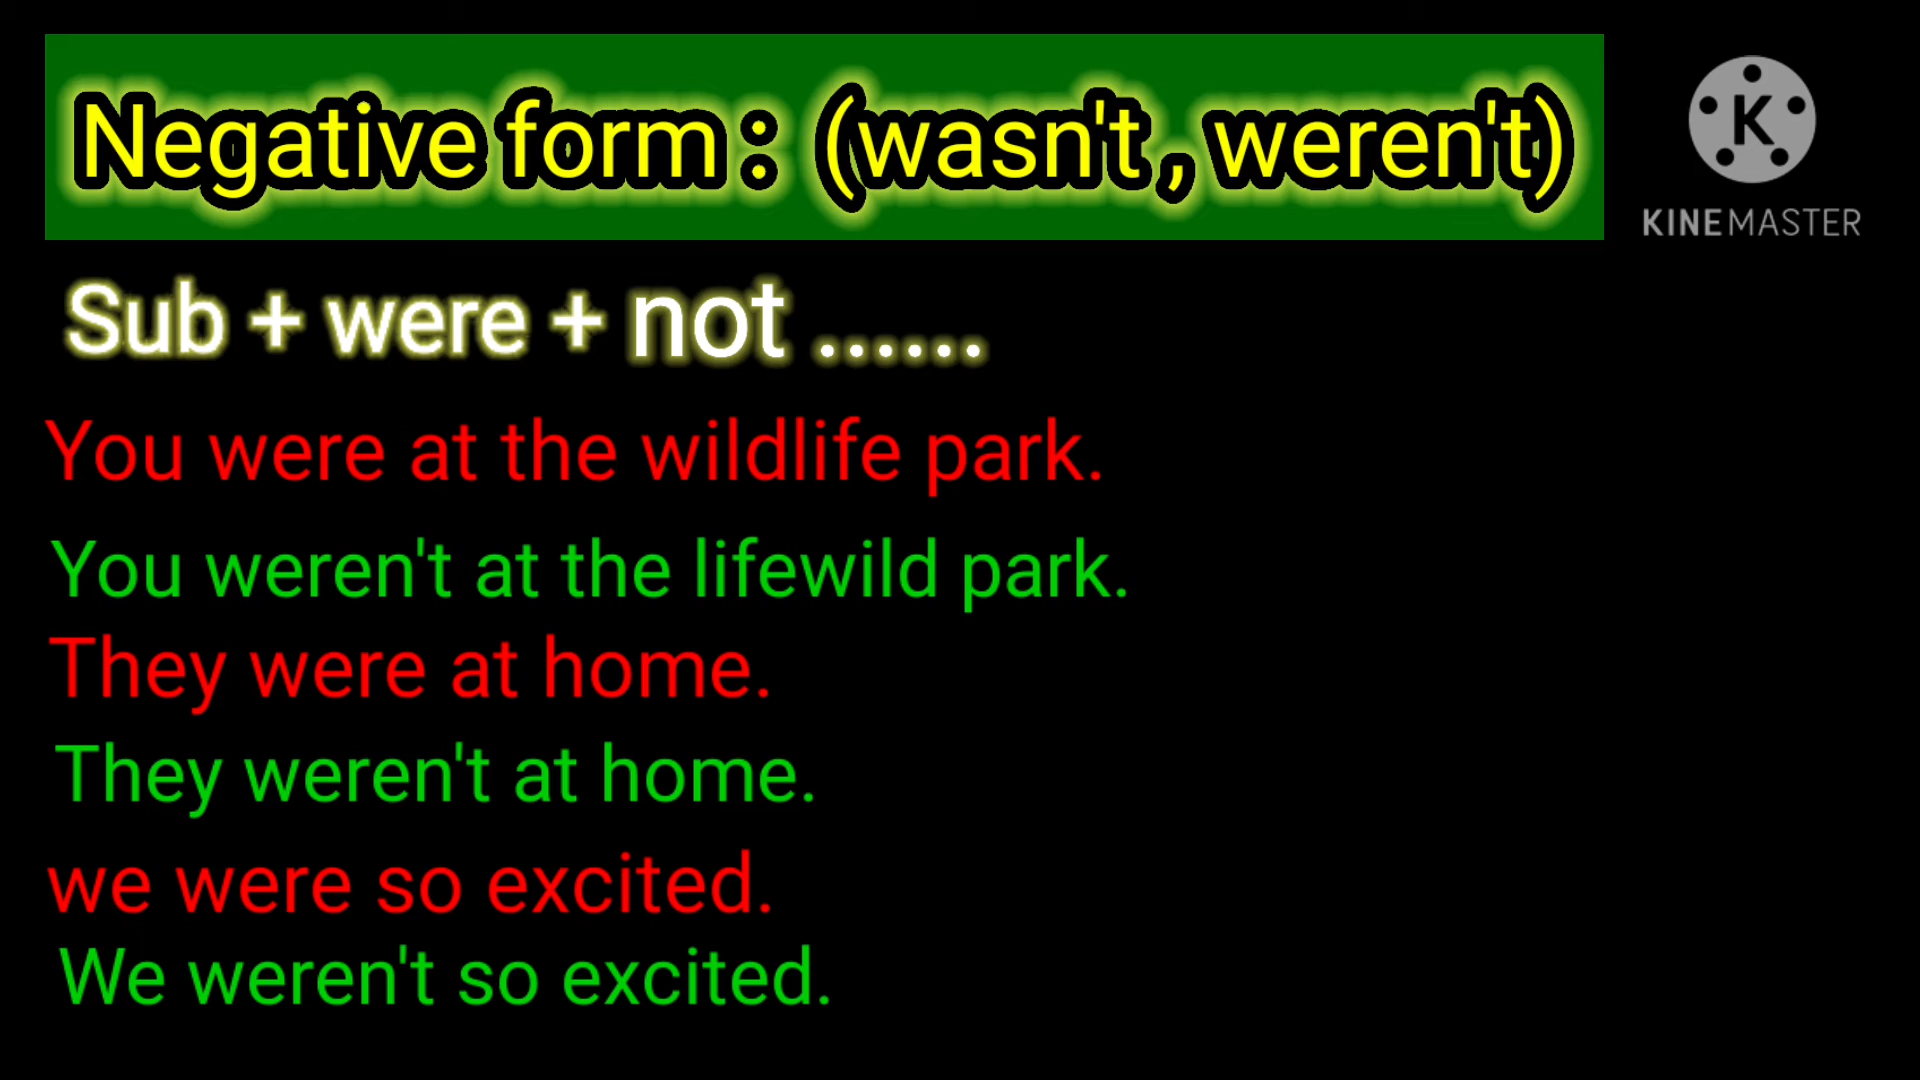 Negative form : (wasn't , weren't)
K
KINEMASTER
Sub + were + not ......
You were at the wildlife park.
You weren't at the lifewild park.
They were at home.
They weren't at home.
we were so excited.
We weren't so excited.